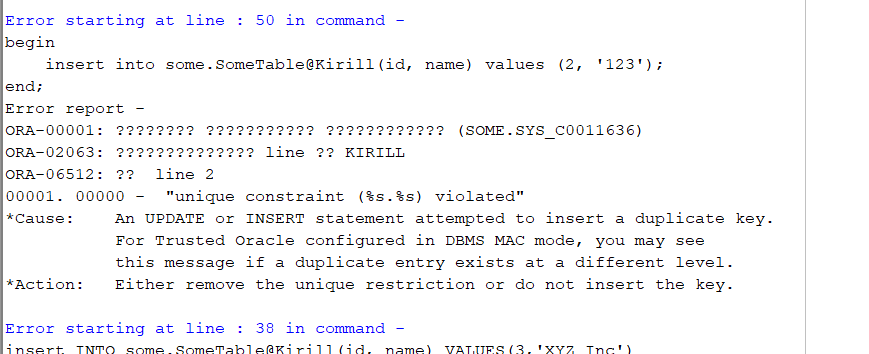 Error starting at line : 50 in command -
begin
    insert into some.SomeTable@Kirill(id, name) values (2, '123');
end;
Error report -
ORA-00001: ???????? ??????????? ???????????? (SOME.SYS_C0011636)
ORA-02063: ?????????????? line ?? KIRILL
ORA-06512: ??  line 2
00001. 00000 -  "unique constraint (%s.%s) violated"
*Cause:    An UPDATE or INSERT statement attempted to insert a duplicate key.
           For Trusted Oracle configured in DBMS MAC mode, you may see
           this message if a duplicate entry exists at a different level.
*Action:   Either remove the unique restriction or do not insert the key.
Error starting at line : 38 in command -
insert INTO some.SomeTable@Kirill(id, name) VALUES(3,'XYZ Inc')